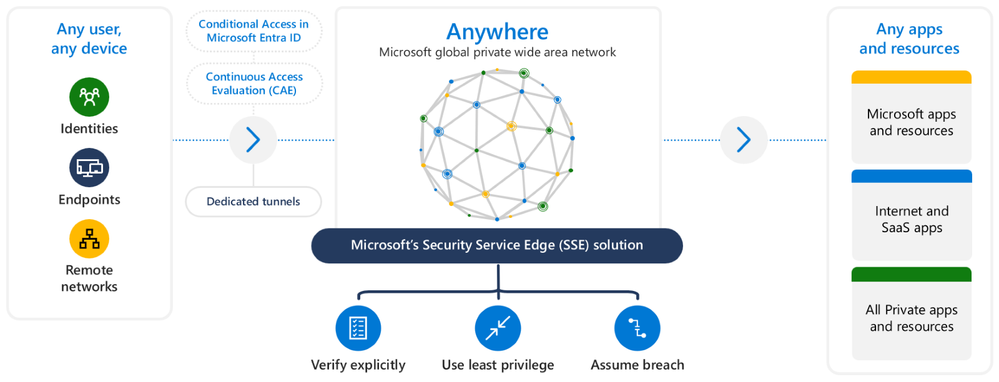 Any user,
any device
Identities
Endpoints
Remote
networks
Conditional Access in
Microsoft Entra ID
Continuous Access
Evaluation (CAE)
Dedicated tunnels
Anywhere
Microsoft global private wide area network
Microsoft's Security Service Edge (SSE) solution
Verify explicitly
Use least privilege
Assume breach
Any apps
and resources
Microsoft apps
and resources
Internet and
SaaS apps
All Private apps
and resources